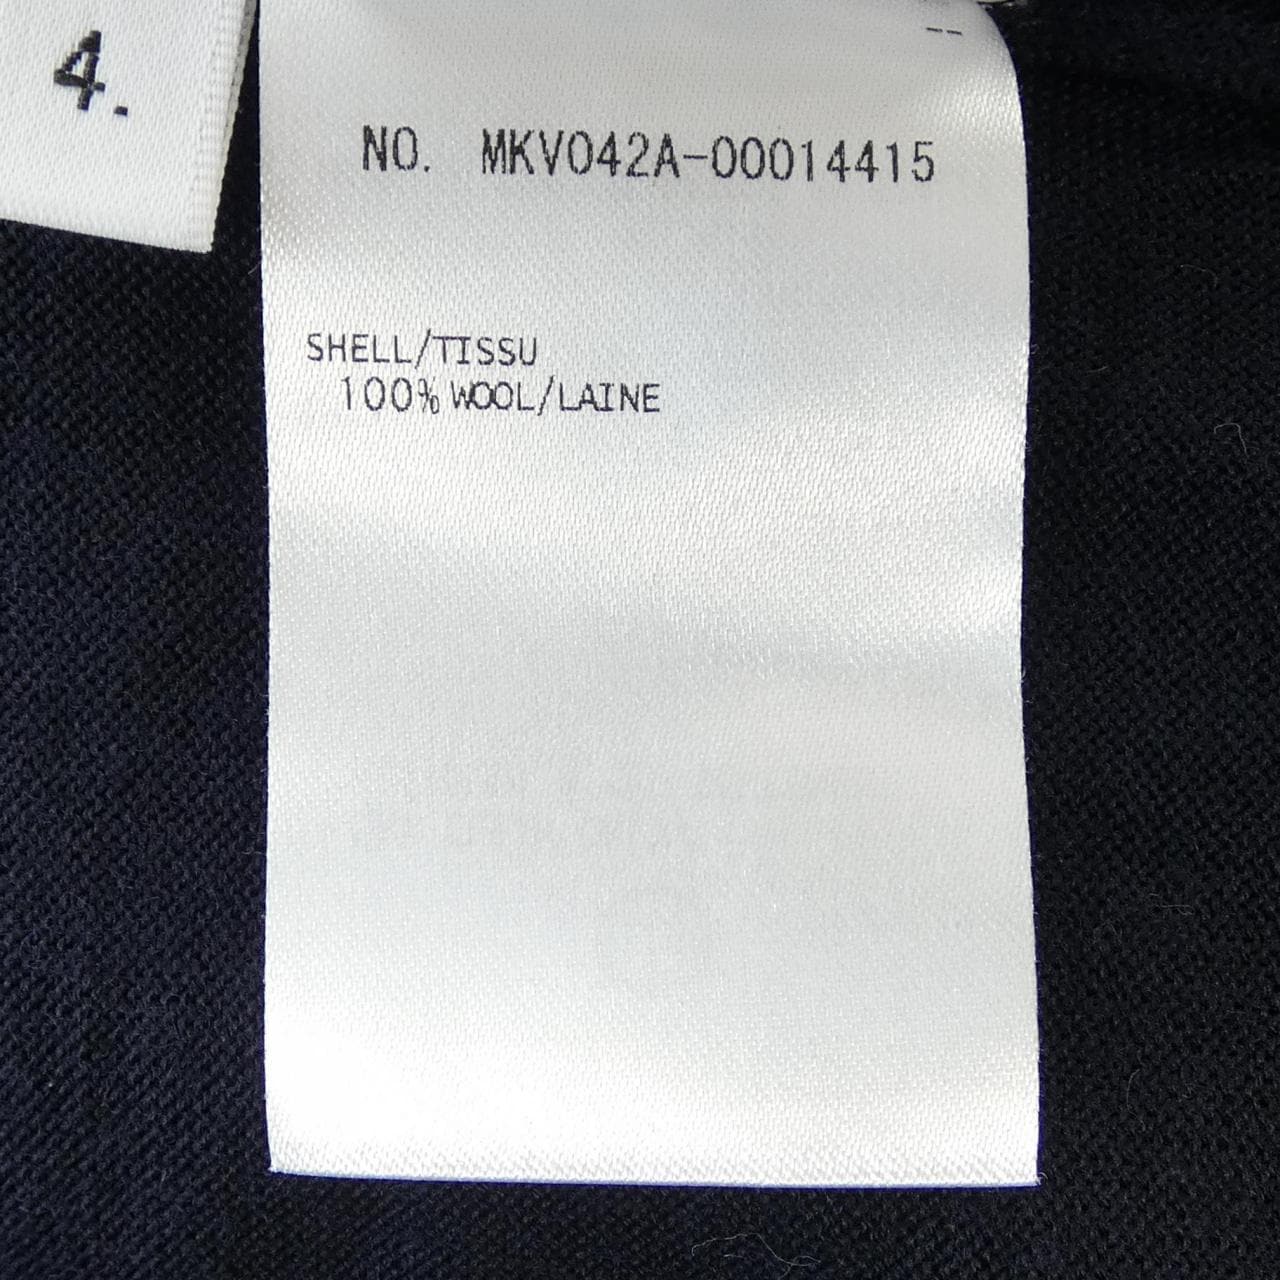 4.
--
NO. MKV042A-00014415
SHELL/TISSU
100% WOOL/LAINE